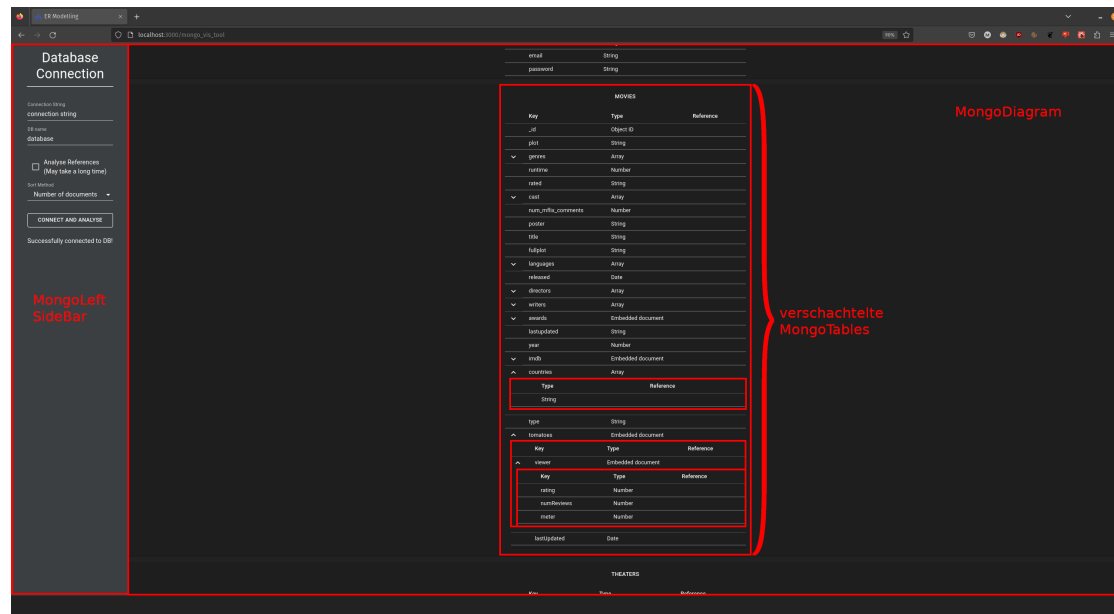 ER Modelling × +
localhost:3000/mongo_vis_tool 90%
Database
Connection
Connection String
connection string
DB name
database
Analyse References
(May take a long time)
Sort Method
Number of documents
CONNECT AND ANALYSE
Successfully connected to DB!
MongoLeft
SideBar
email String
password String
MongoDiagram
MOVIES
Key Type Reference
_id Object ID
plot String
genres Array
runtime Number
rated String
cast Array
num_mflix_comments Number
poster String
title String
fullplot String
languages Array
released Date
directors Array
writers Array
awards Embedded document
lastupdated String
year Number
imdb Embedded document
countries Array
Type Reference
String
type String
tomatoes Embedded document
Key Type Reference
viewer Embedded document
Key Type Reference
rating Number
numReviews Number
meter Number
lastUpdated Date
verschachtelte
MongoTables
THEATERS
Key Type Reference